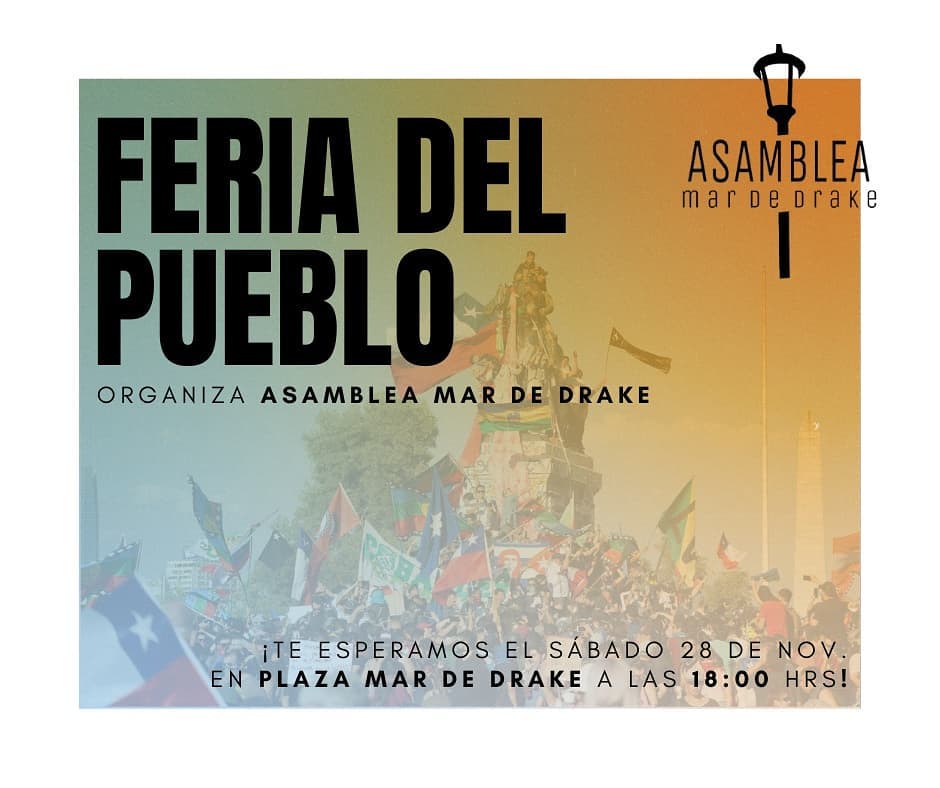 FERIA DEL
PUEBLO
ORGANIZA ASAMBLEA MAR DE DRAKE
ASAMBLEA
mar de drake
¡TE ESPERAMOS EL SÁBADO 28 DE NOV.
EN PLAZA MAR DE DRAKE A LAS 18:00 HRS!